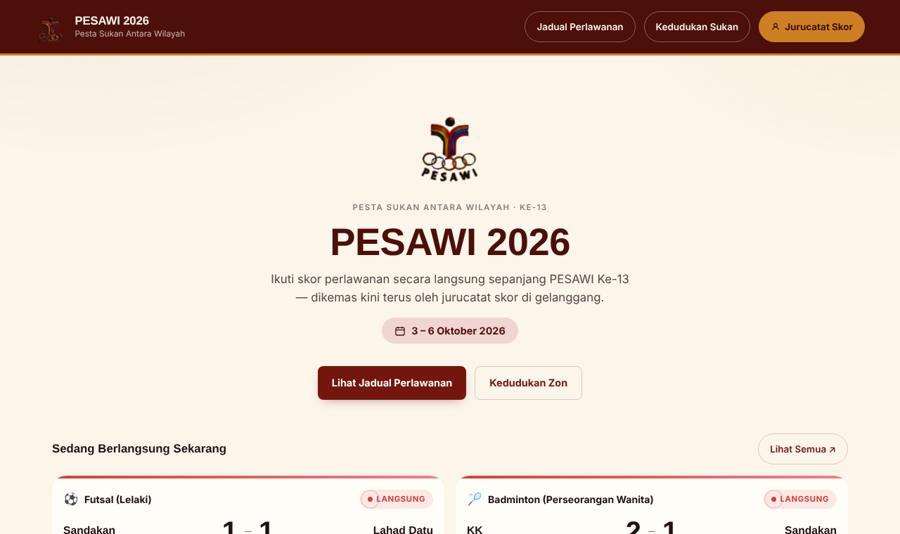 PESAWI 2026
Pesta Sukan Antara Wilayah
Jadual Perlawanan
Kedudukan Sukan
Jurucatat Skor
PESAWI
PESTA SUKAN ANTARA WILAYAH · KE-13
PESAWI 2026
Ikuti skor perlawanan secara langsung sepanjang PESAWI Ke-13
— dikemas kini terus oleh jurucatat skor di gelanggang.
3 – 6 Oktober 2026
Lihat Jadual Perlawanan
Kedudukan Zon
Sedang Berlangsung Sekarang
Lihat Semua ↗
Futsal (Lelaki)
LANGSUNG
Sandakan
1 – 1
Lahad Datu
Badminton (Perseorangan Wanita)
LANGSUNG
KK
2 – 1
Sandakan